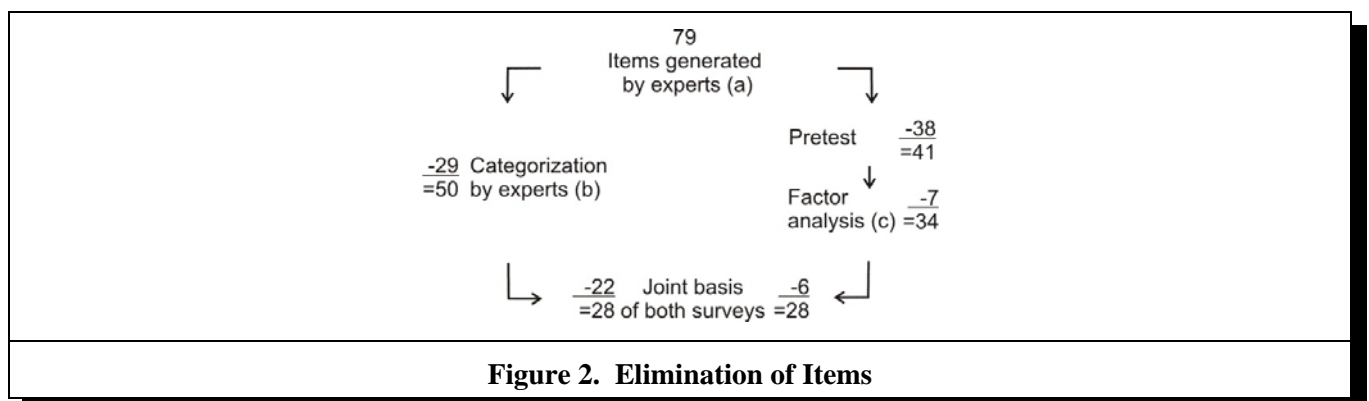 79
Items generated
by experts (a)
-29 Categorization
=50 by experts (b)
Pretest -38
=41
Factor -7
analysis (c) =34
-22 Joint basis -6
=28 of both surveys =28
Figure 2. Elimination of Items